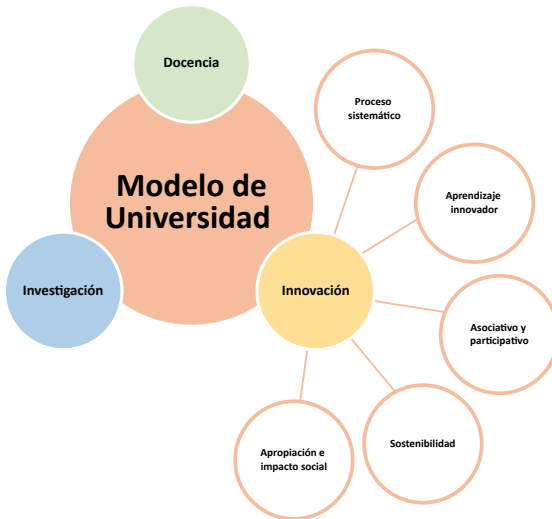 Docencia
Modelo de
Universidad
Investigación
Innovación
Proceso
sistemático
Aprendizaje
innovador
Asociativo y
participativo
Sostenibilidad
Apropiación e
impacto social